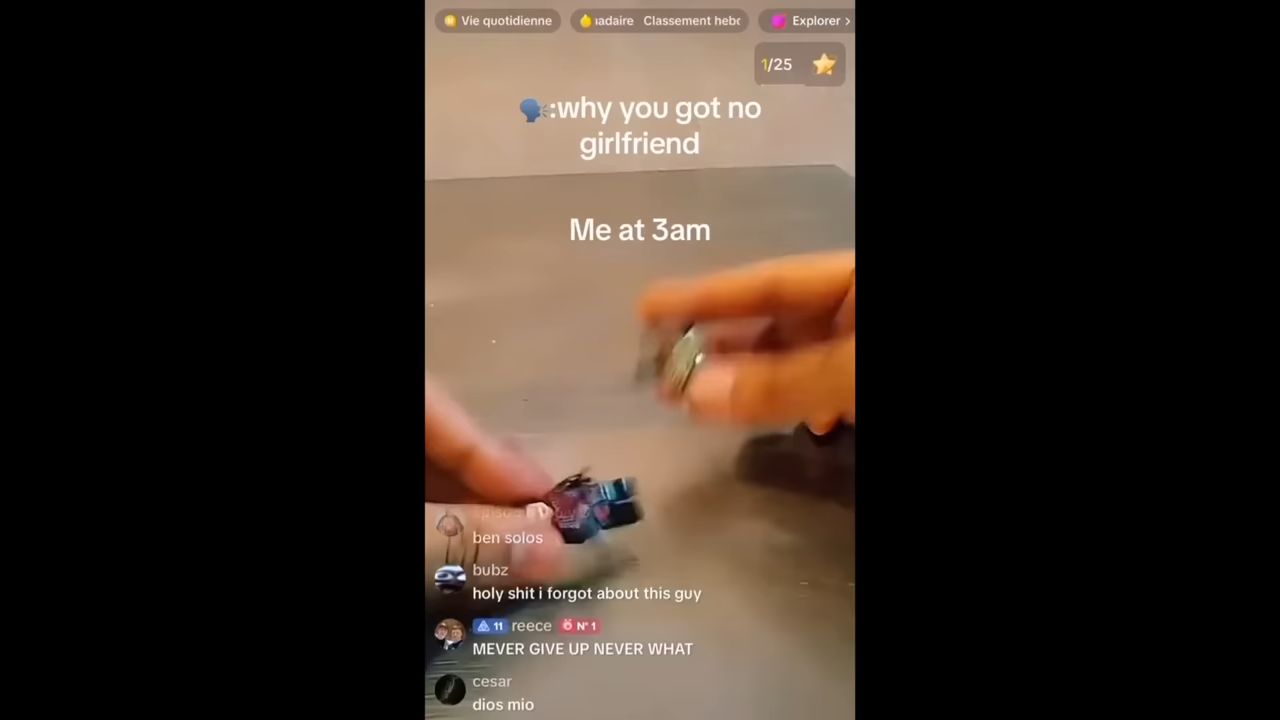 Vie quotidienne
adaire Classement heb
Explorer >
1/25
:why you got no
girlfriend
Me at 3am
ben solos
bubz
holy shit i forgot about this guy
11 reece N°1
MEVER GIVE UP NEVER WHAT
cesar
dios mio